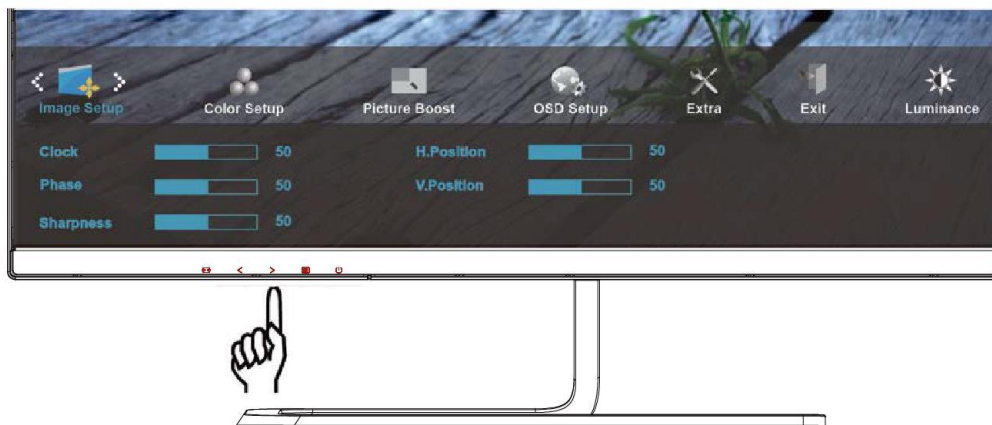 Image Setup Color Setup Picture Boost OSD Setup Extra Exit Luminance
Clock 50 H.Position 50
Phase 50 V.Position 50
Sharpness 50